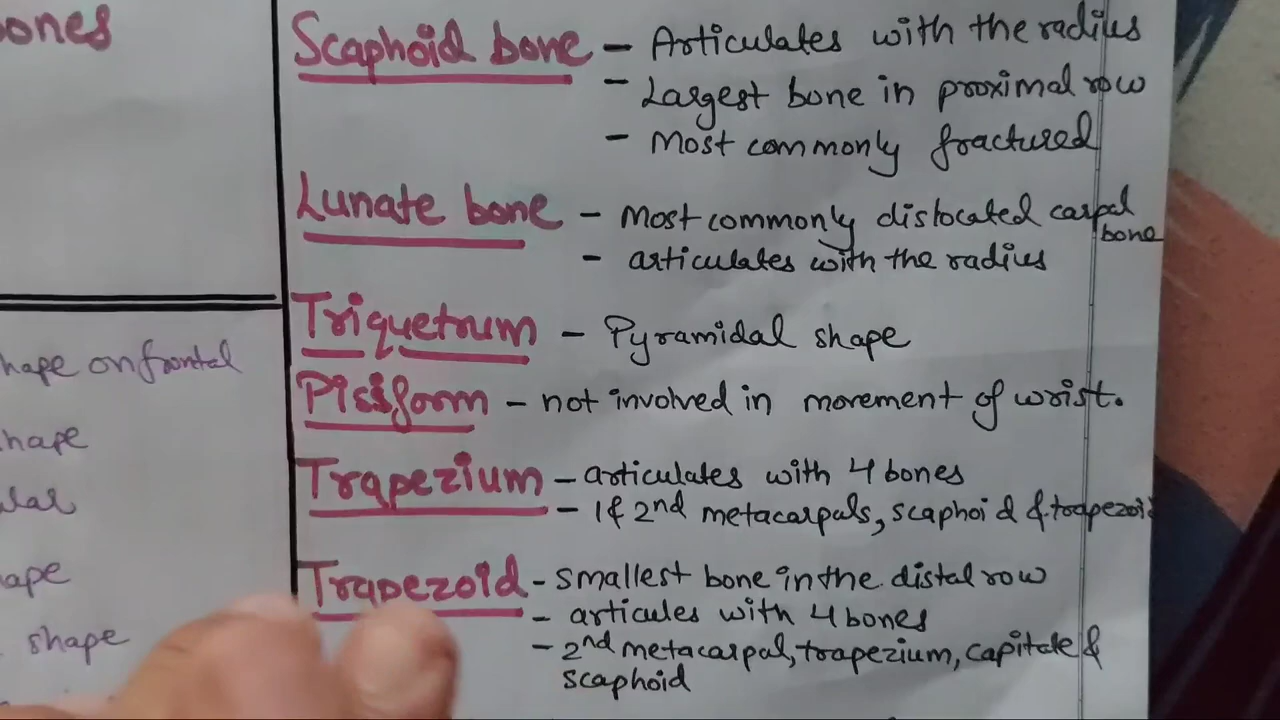 ones
Scaphoid bone – Articulates with the radius
– Largest bone in proximal row
– Most commonly fractured
Lunate bone – Most commonly dislocated carpal
bone
– articulates with the radius
Triquetrum – Pyramidal shape
Pisiform – not involved in movement of wrist.
Trapezium – articulates with 4 bones
– 1 & 2nd metacarpals, scaphoid & trapezoid
Trapezoid – smallest bone in the distal row
– articules with 4 bones
– 2nd metacarpal, trapezium, capitate &
scaphoid
hape on frontal
hape
ular
ape
shape